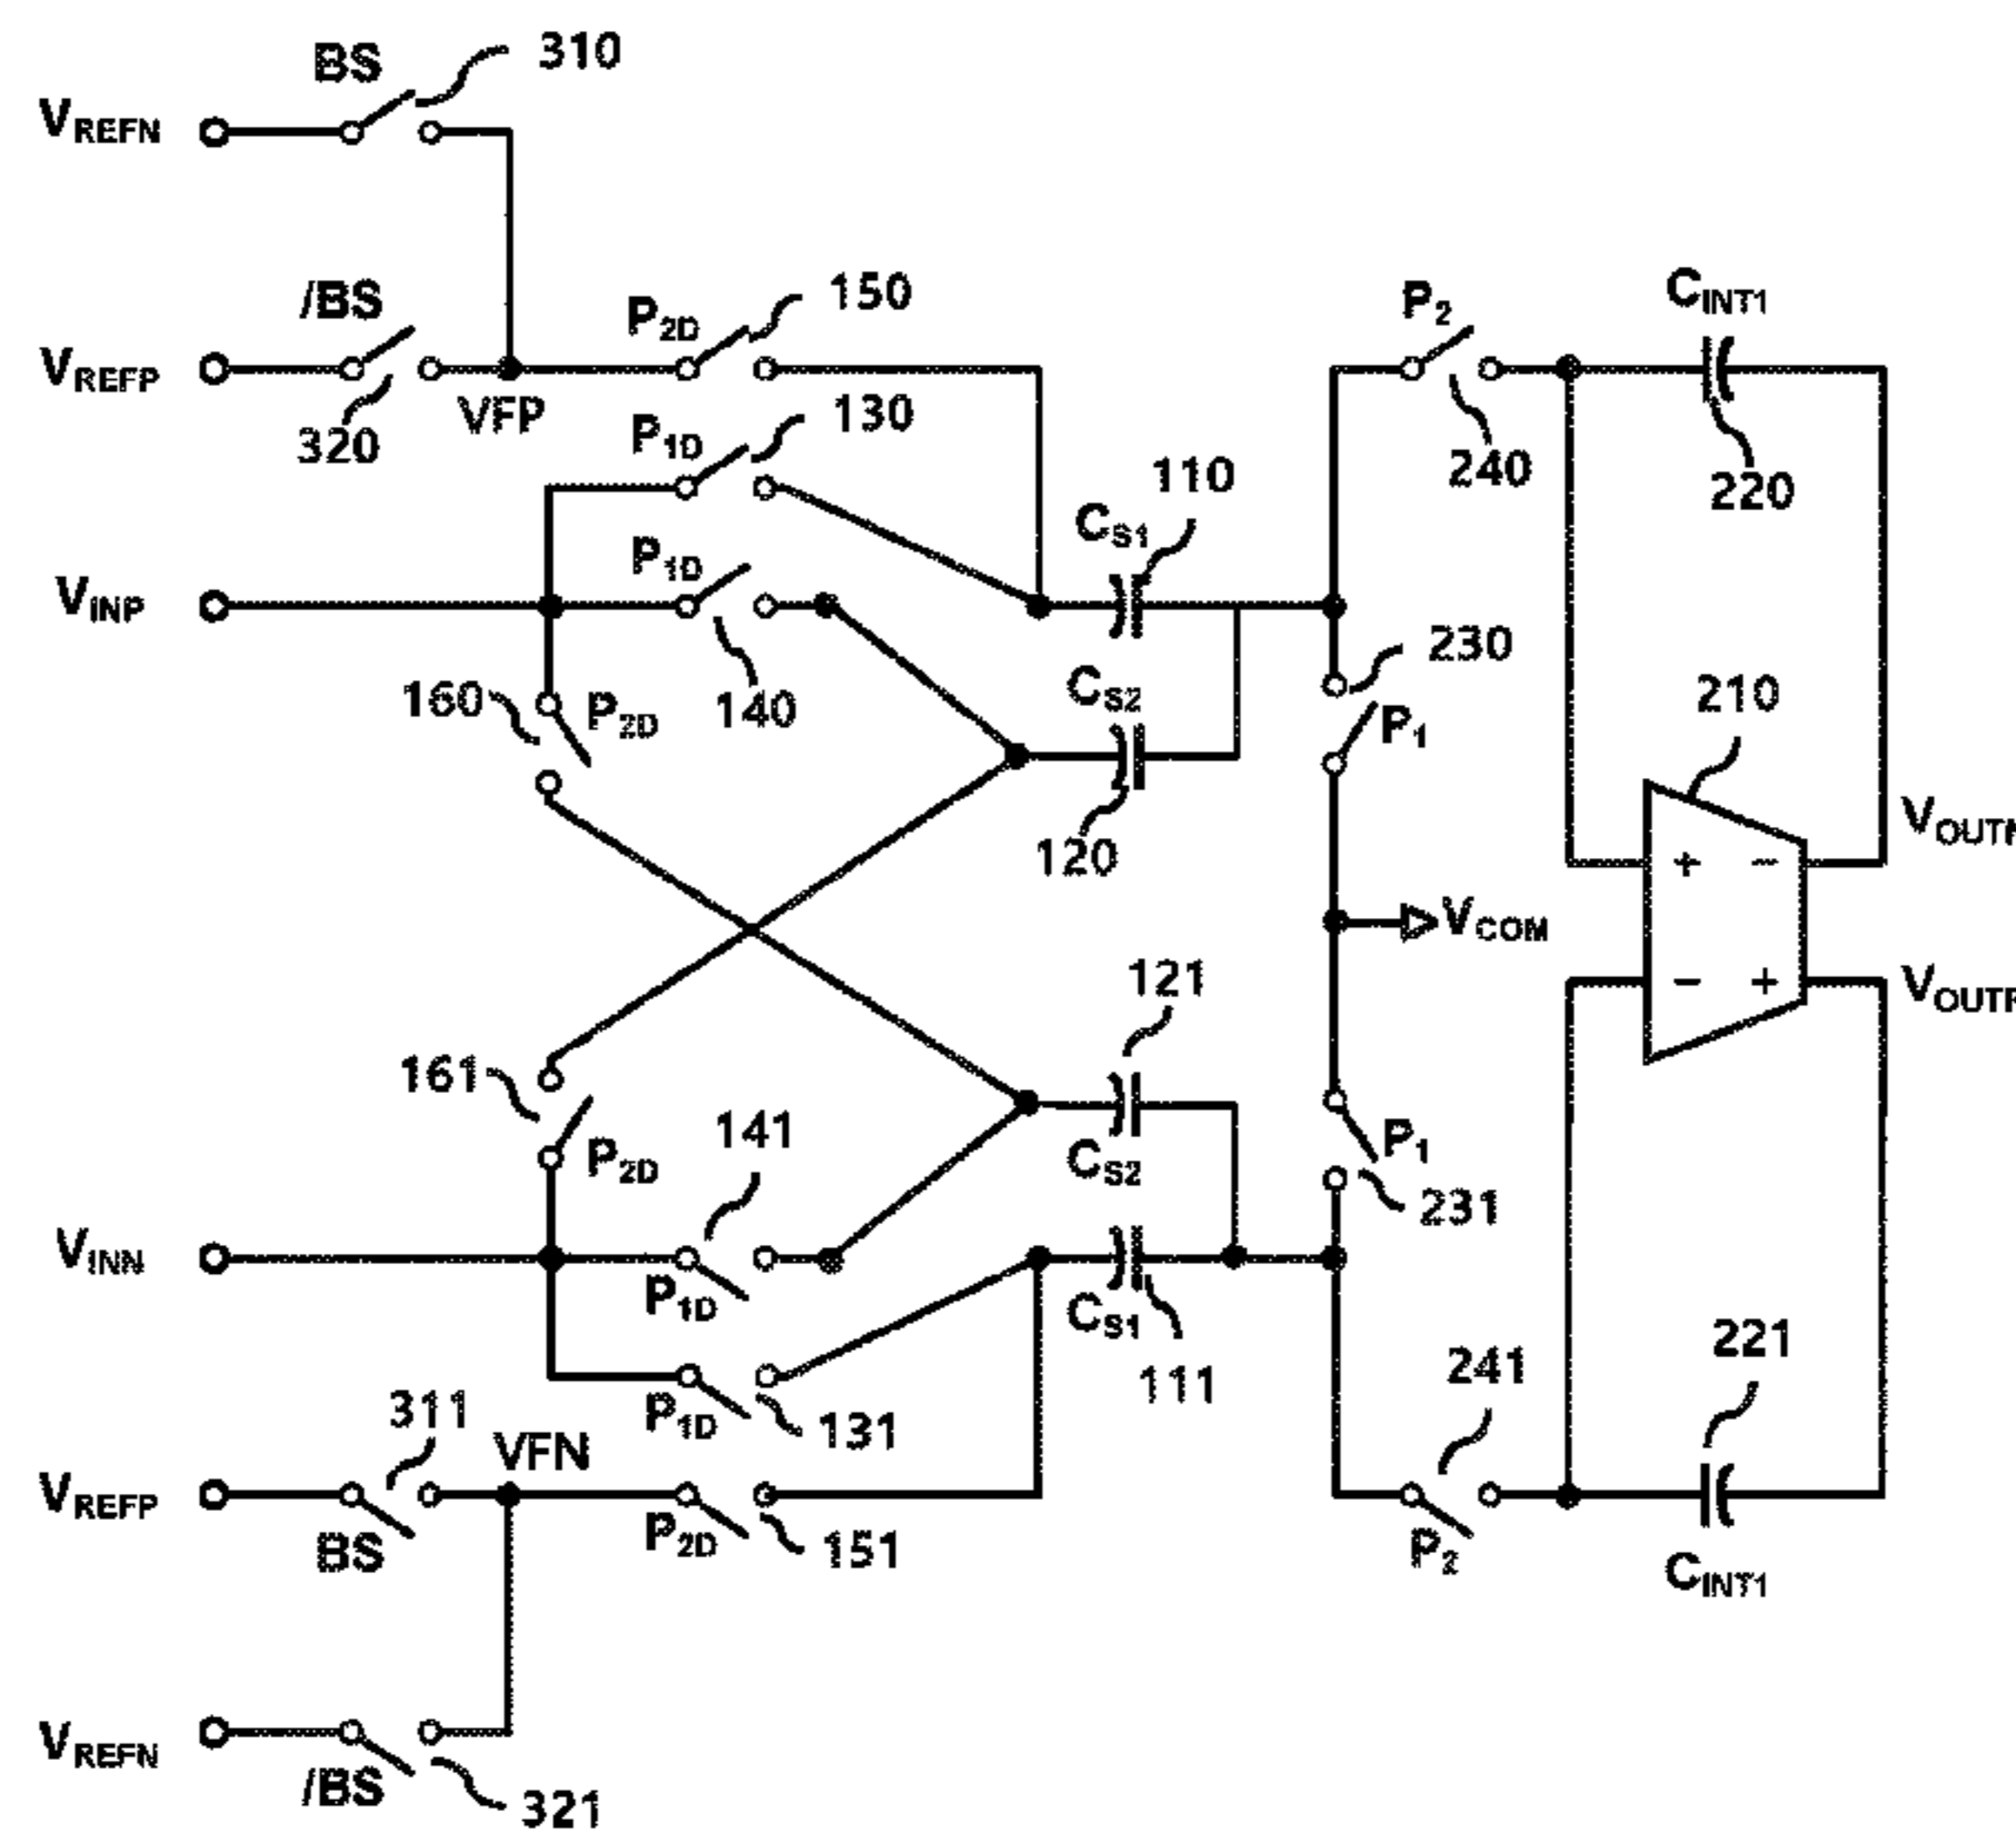 BS 310
VREFN
/BS P2D 150 P2 CINT1
VREFP
320 VFP P1D 130 240 220
110
CS1
P1D
VINP
230
160 P2D 140 CS2 P1 210
120
VOUTN
+ −
VCOM
− +
121 VOUTP
161 141
P2D CS2 P1
231
VINN
P1D CS1
221
111 241
311 P1D 131
VFN
VREFP
BS P2D 151 P2
CINT1
VREFN
/BS 321